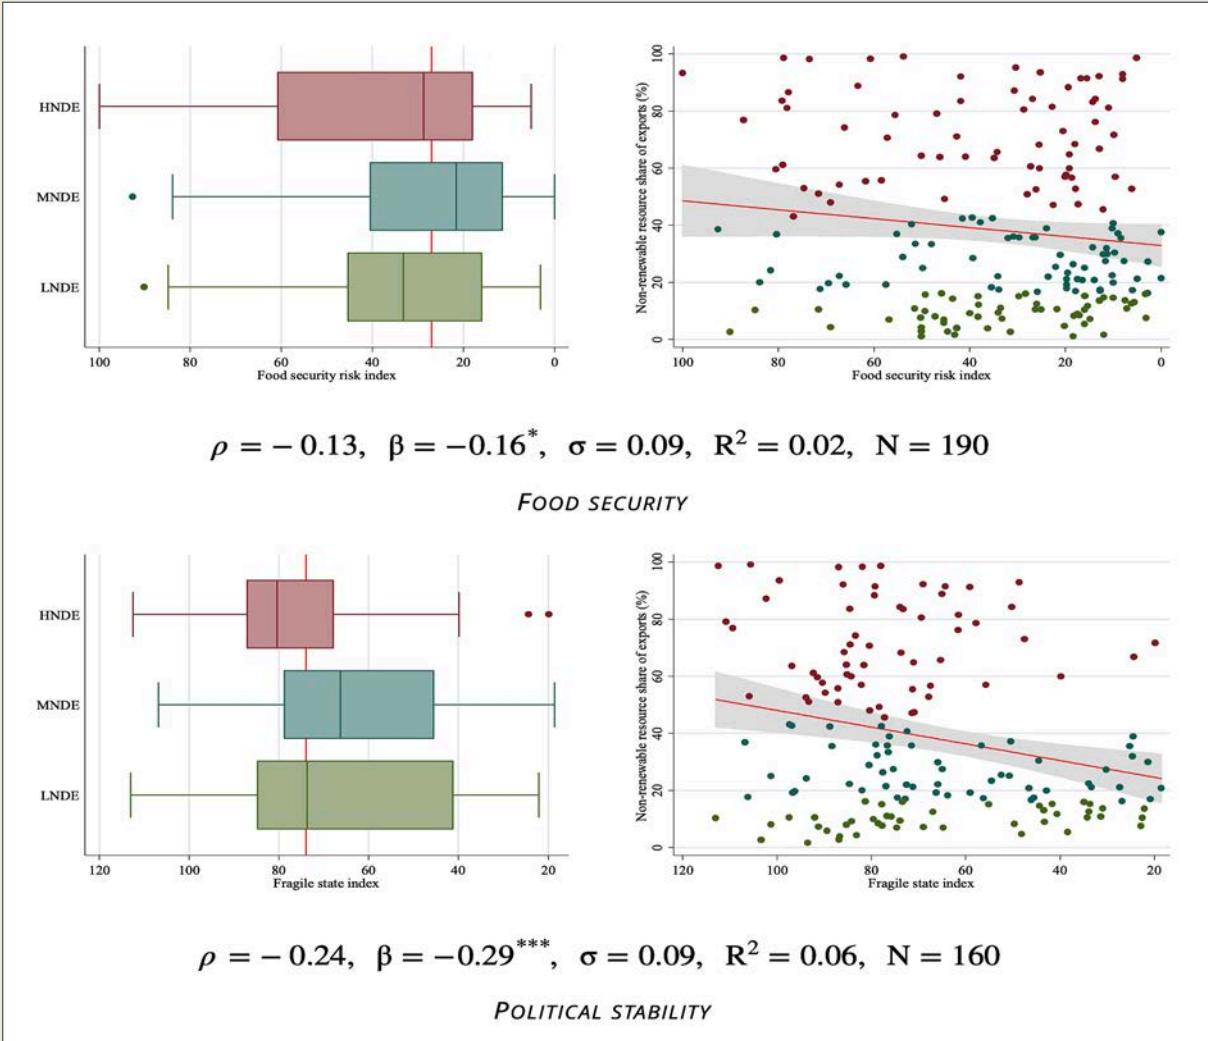 HNDE
MNDE
LNDE
100 80 60 40 20 0
Food security risk index
Non-renewable resource share of exports (%)
100
80
60
40
20
0
100 80 60 40 20 0
Food security risk index
ρ = − 0.13, β = −0.16*, σ = 0.09, R² = 0.02, N = 190
FOOD SECURITY
HNDE
MNDE
LNDE
120 100 80 60 40 20
Fragile state index
Non-renewable resource share of exports (%)
100
80
60
40
20
0
120 100 80 60 40 20
Fragile state index
ρ = − 0.24, β = −0.29***, σ = 0.09, R² = 0.06, N = 160
POLITICAL STABILITY